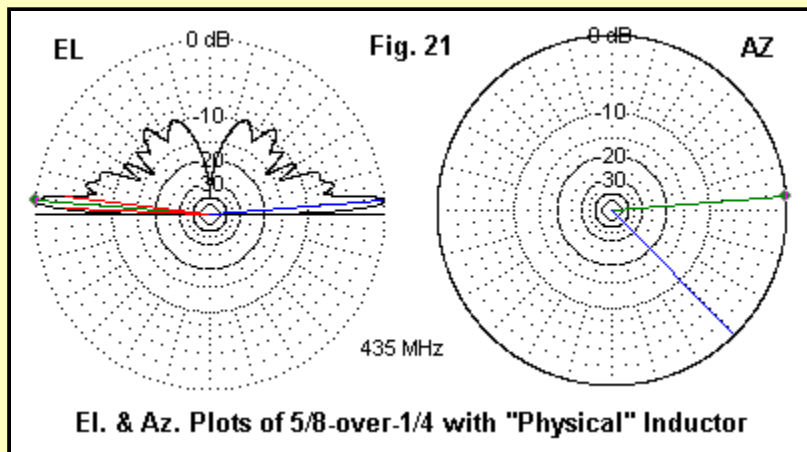 EL
0 dB
Fig. 21
0 dB
AZ
-10
20
30
-10
-20
30
435 MHz
El. & Az. Plots of 5/8-over-1/4 with "Physical" Inductor